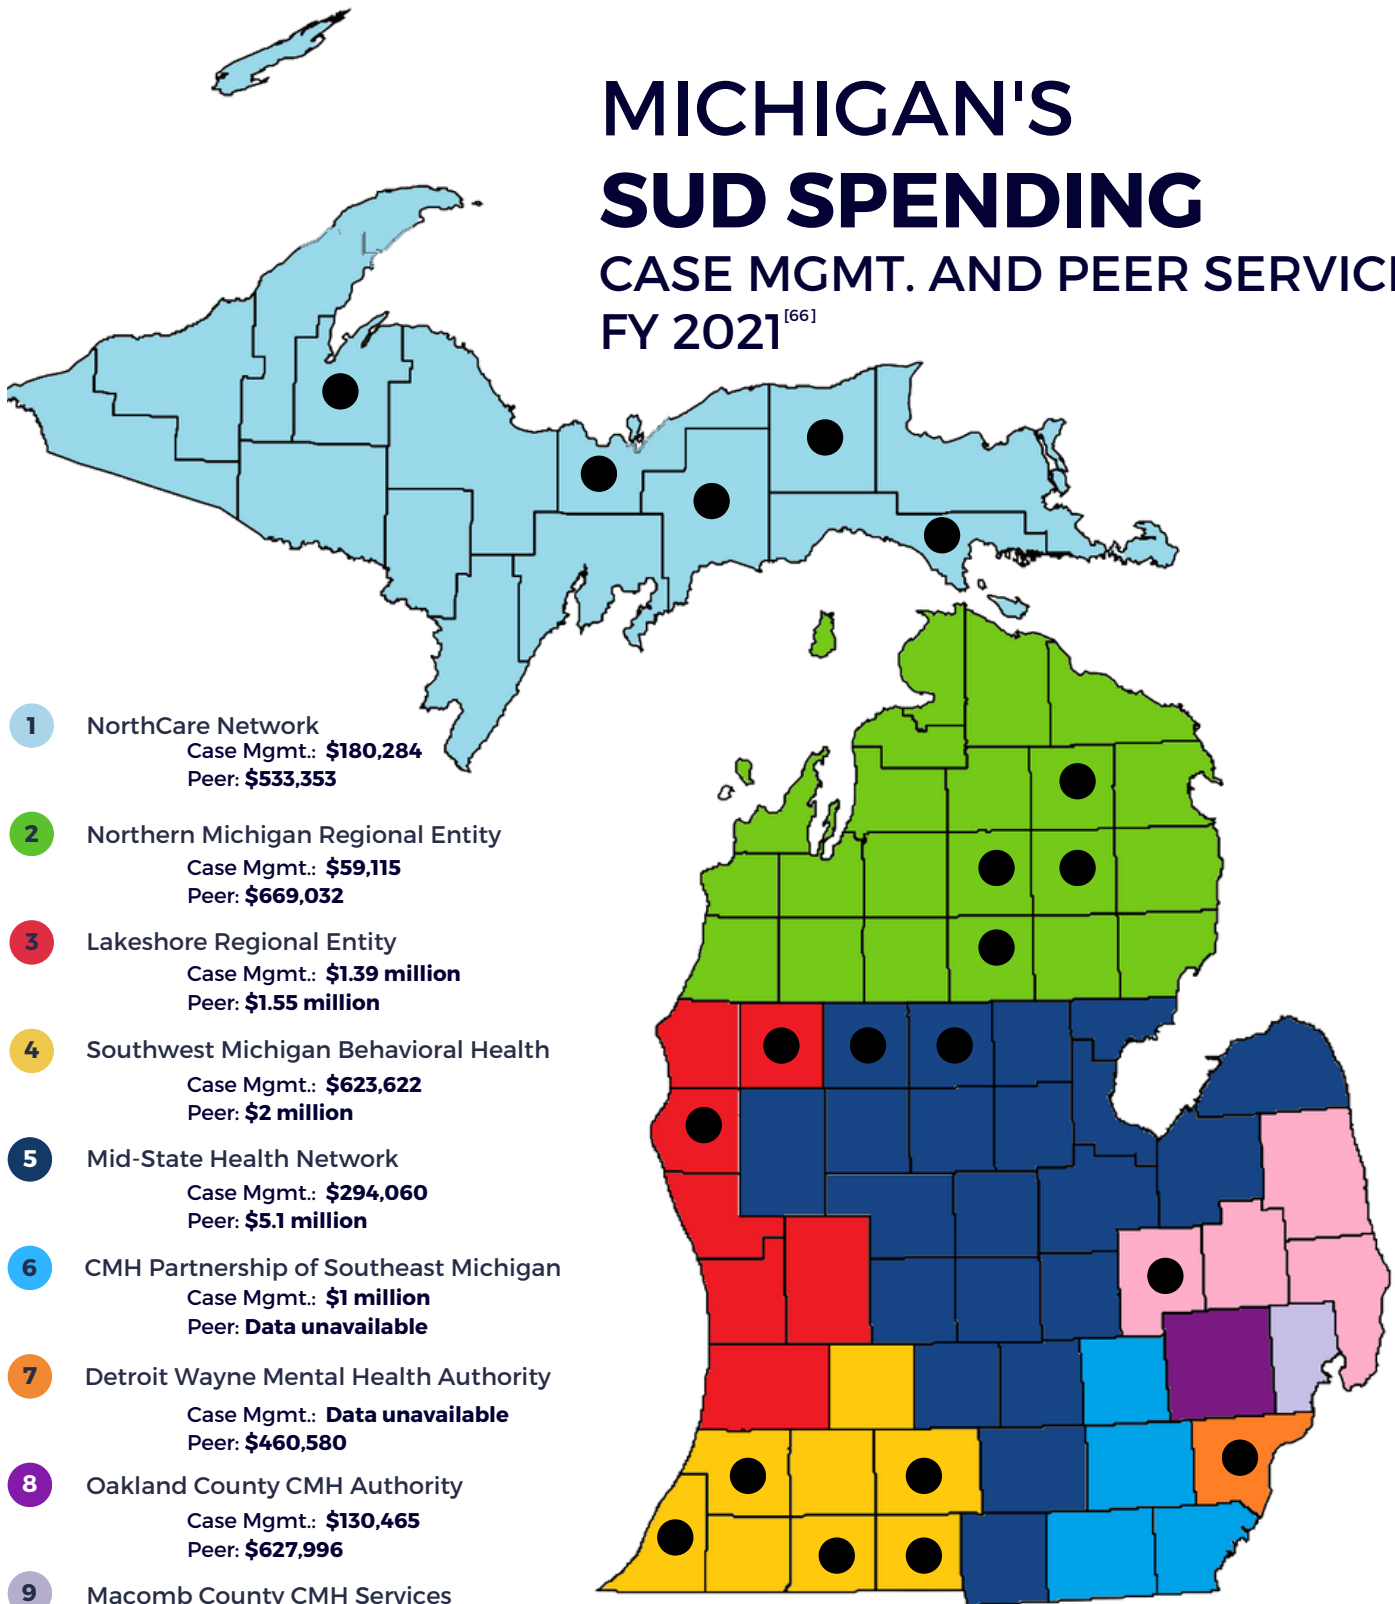 MICHIGAN'S
SUD SPENDING
CASE MGMT. AND PEER
FY 2021[66]
1 NorthCare Network
Case Mgmt.: $180,284
Peer: $533,353
2 Northern Michigan Regional Entity
Case Mgmt.: $59,115
Peer: $669,032
3 Lakeshore Regional Entity
Case Mgmt.: $1.39 million
Peer: $1.55 million
4 Southwest Michigan Behavioral Health
Case Mgmt.: $623,622
Peer: $2 million
5 Mid-State Health Network
Case Mgmt.: $294,060
Peer: $5.1 million
6 CMH Partnership of Southeast Michigan
Case Mgmt.: $1 million
Peer: Data unavailable
7 Detroit Wayne Mental Health Authority
Case Mgmt.: Data unavailable
Peer: $460,580
8 Oakland County CMH Authority
Case Mgmt.: $130,465
Peer: $627,996
9 Macomb County CMH Services